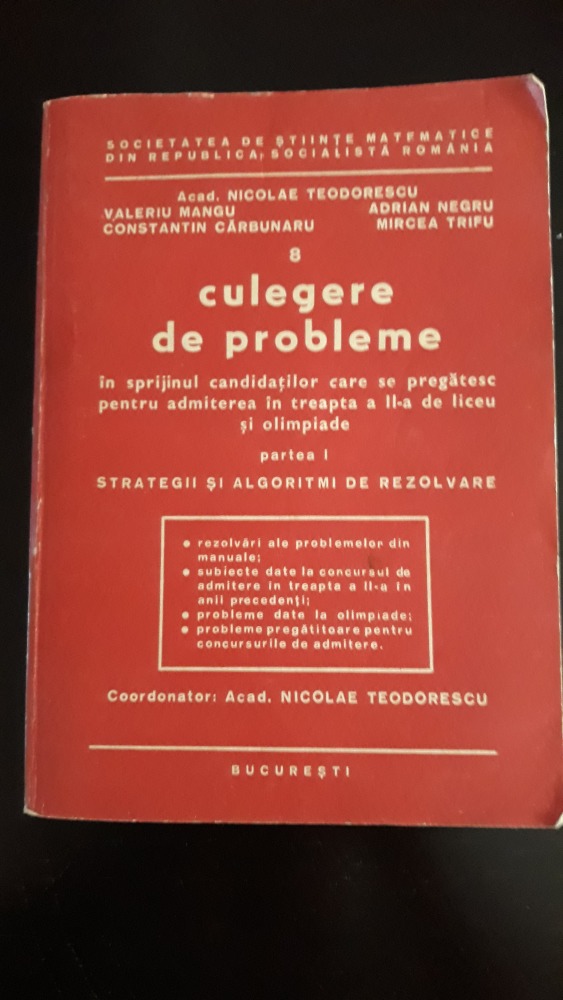 SOCIETATEA DE ȘTIINȚE MATEMATICE
DIN REPUBLICA SOCIALISTĂ ROMÂNIA
Acad. NICOLAE TEODORESCU
VALERIU MANGU ADRIAN NEGRU
CONSTANTIN CĂRBUNARU MIRCEA TRIFU
8
culegere
de probleme
în sprijinul candidaților care se pregătesc
pentru admiterea în treapta a II-a de liceu
și olimpiade
partea I
STRATEGII ȘI ALGORITMI DE REZOLVARE
• rezolvări ale problemelor din
manuale;
• subiecte date la concursul de
admitere în treapta a II-a în
anii precedenți;
• probleme date la olimpiade;
• probleme pregătitoare pentru
concursurile de admitere.
Coordonator: Acad. NICOLAE TEODORESCU
BUCUREȘTI